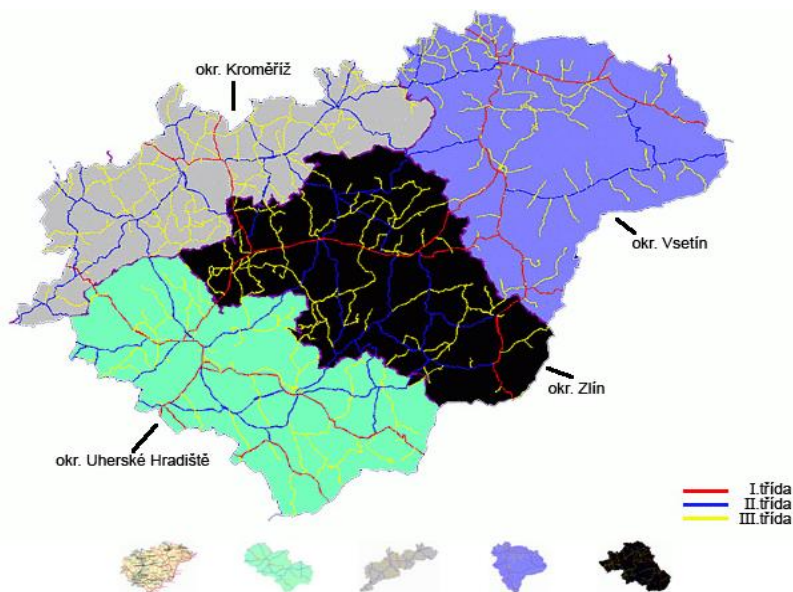 okr. Kroměříž
okr. Vsetín
okr. Zlín
okr. Uherské Hradiště
I.třída
II.třída
III.třída